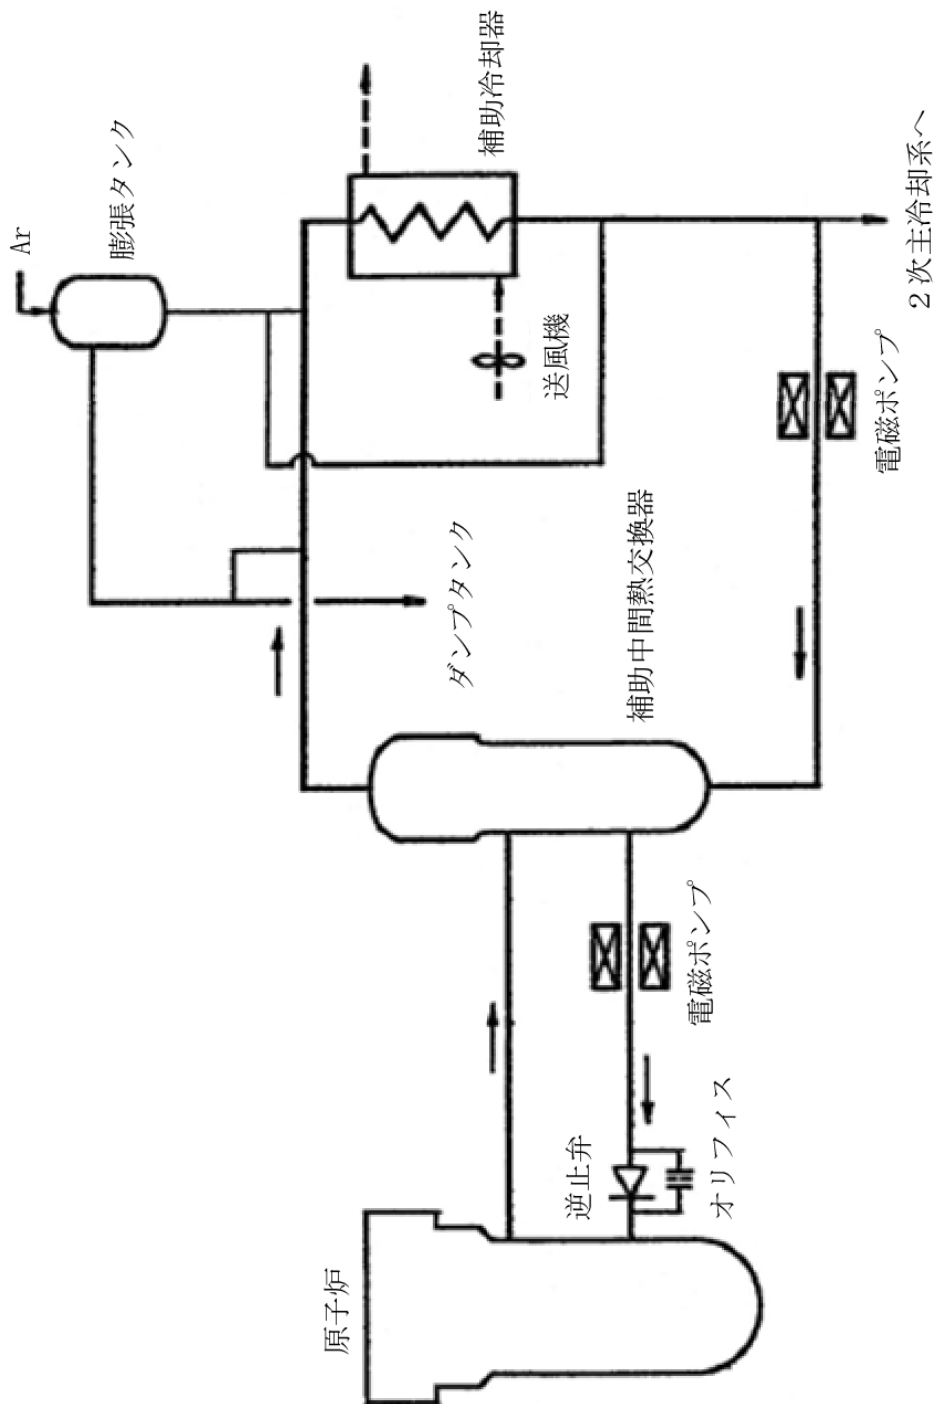 原子炉
逆止弁
オリフィス
電磁ポンプ
補助中間熱交換器
ダンプタンク
電磁ポンプ
送風機
補助冷却器
膨張タンク
Ar
2次主冷却系へ